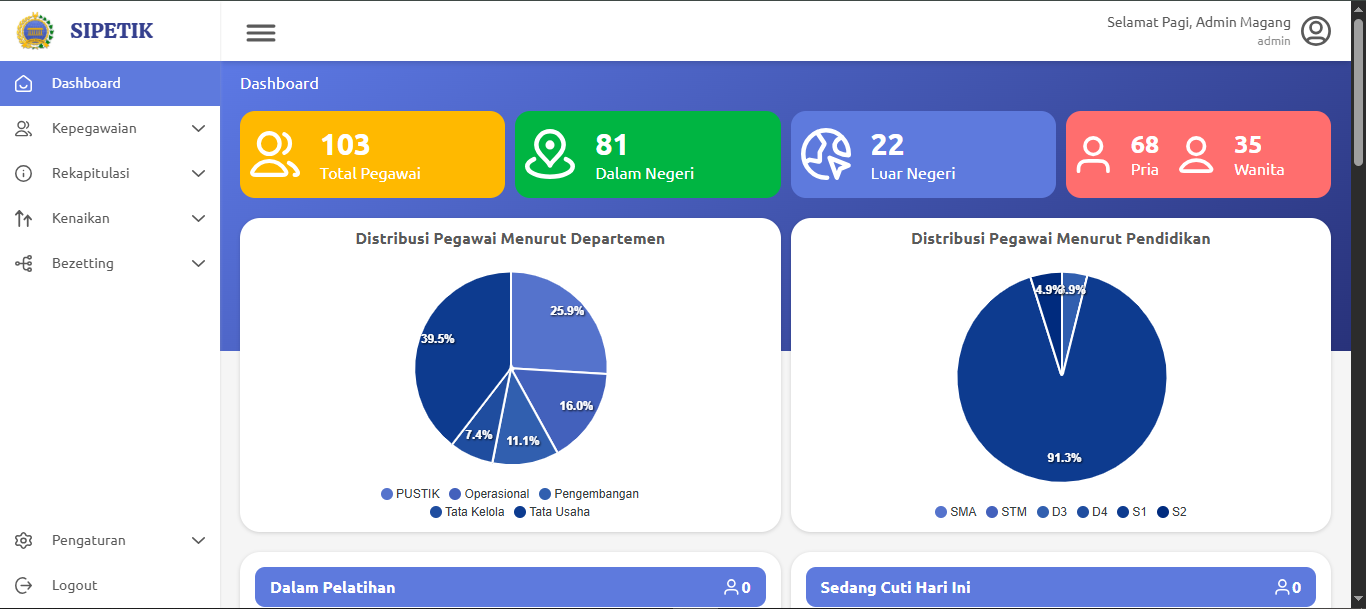 SIPETIK
Selamat Pagi, Admin Magang
admin
Dashboard
Kepegawaian
Rekapitulasi
Kenaikan
Bezetting
Pengaturan
Logout
Dashboard
103
Total Pegawai
81
Dalam Negeri
22
Luar Negeri
68
Pria
35
Wanita
Distribusi Pegawai Menurut Departemen
25.9%
39.5%
16.0%
7.4%
11.1%
PUSTIK Operasional Pengembangan
Tata Kelola Tata Usaha
Distribusi Pegawai Menurut Pendidikan
4.9%
.9%
91.3%
SMA STM D3 D4 S1 S2
Dalam Pelatihan 0
Sedang Cuti Hari Ini 0